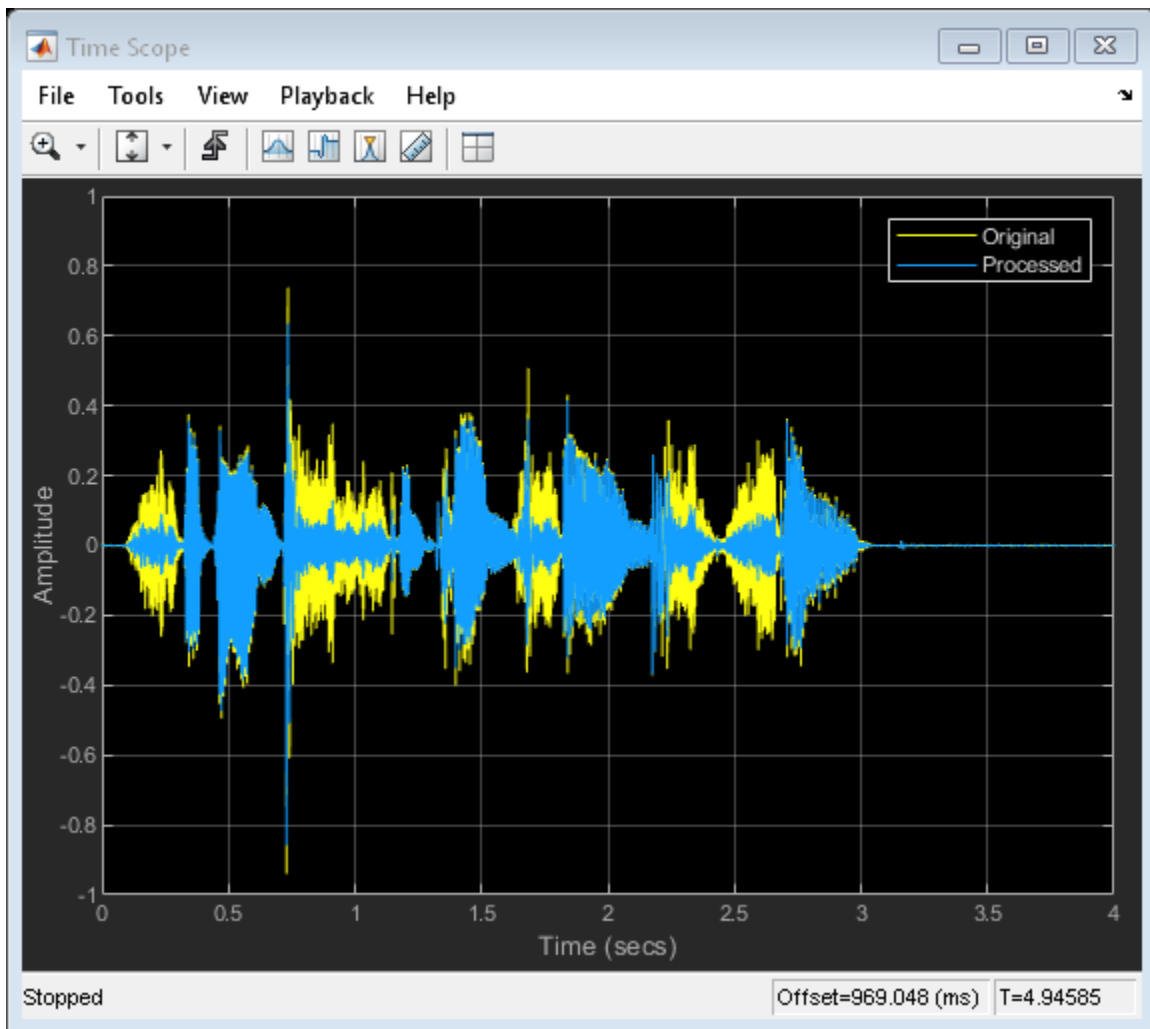 Time Scope
File Tools View Playback Help
Original
Processed
1
0.8
0.6
0.4
0.2
0
-0.2
-0.4
-0.6
-0.8
-1
Amplitude
0 0.5 1 1.5 2 2.5 3 3.5 4
Time (secs)
Stopped Offset=969.048 (ms) T=4.94585